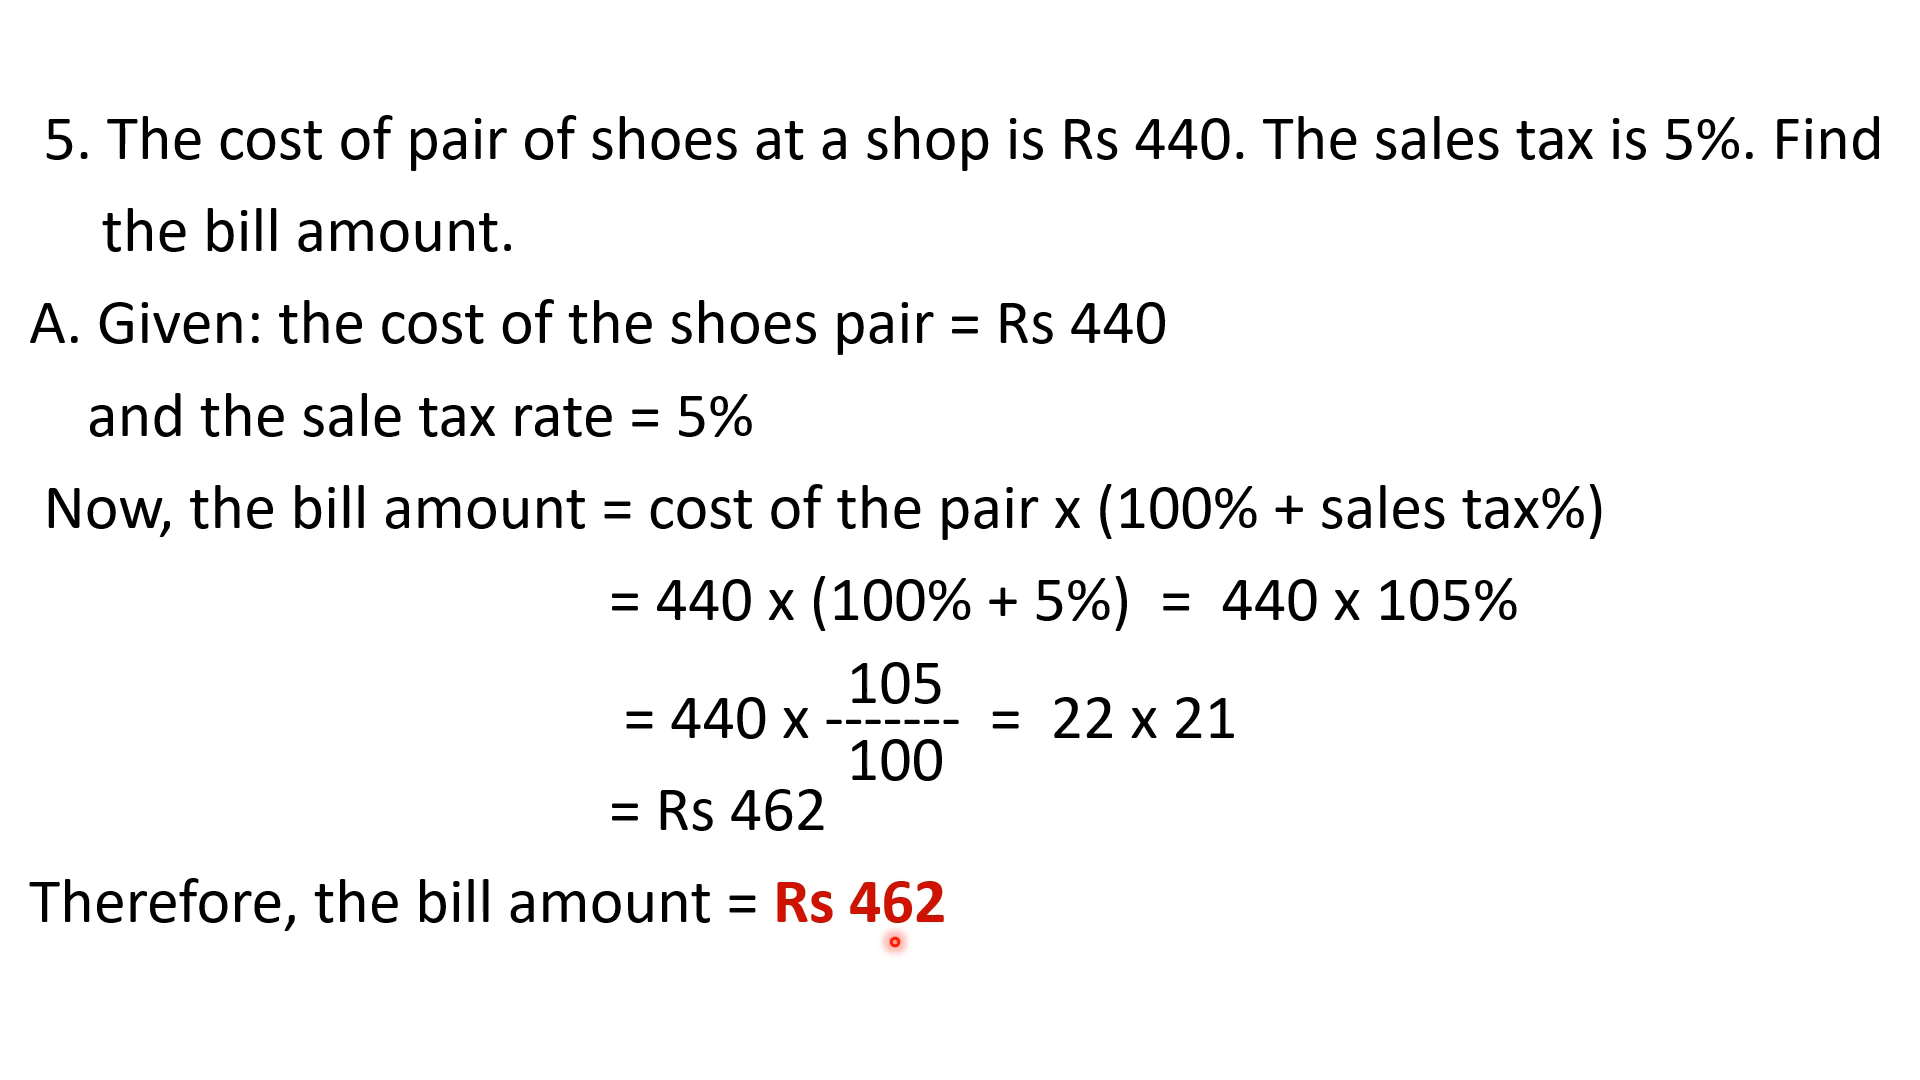 5. The cost of pair of shoes at a shop is Rs 440. The sales tax is 5%. Find
the bill amount.
A. Given: the cost of the shoes pair = Rs 440
and the sale tax rate = 5%
Now, the bill amount = cost of the pair x (100% + sales tax%)
= 440 x (100% + 5%) = 440 x 105%
105
= 440 x ------- = 22 x 21
100
= Rs 462
Therefore, the bill amount = Rs 462